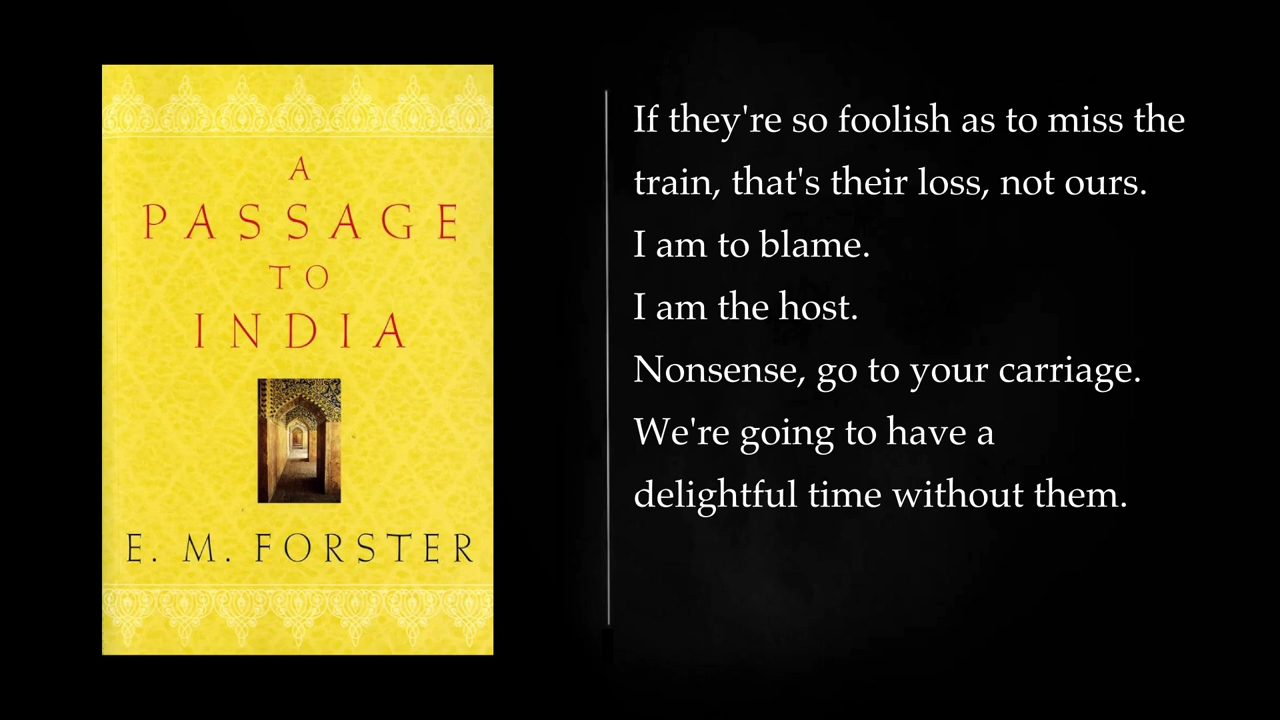 A
PASSAGE
TO
INDIA
E. M. FORSTER
If they're so foolish as to miss the
train, that's their loss, not ours.
I am to blame.
I am the host.
Nonsense, go to your carriage.
We're going to have a
delightful time without them.